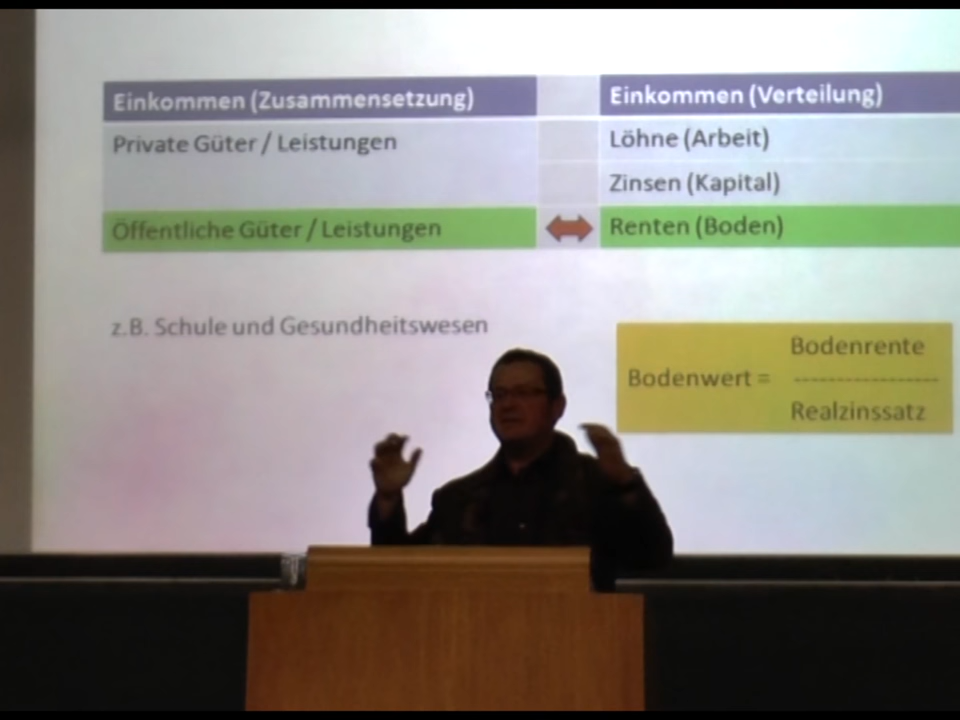 Einkommen (Zusammensetzung)
Einkommen (Verteilung)
Private Güter / Leistungen
Löhne (Arbeit)
Zinsen (Kapital)
Öffentliche Güter / Leistungen
Renten (Boden)
z.B. Schule und Gesundheitswesen
Bodenrente
Bodenwert = -----------------
Realzinssatz